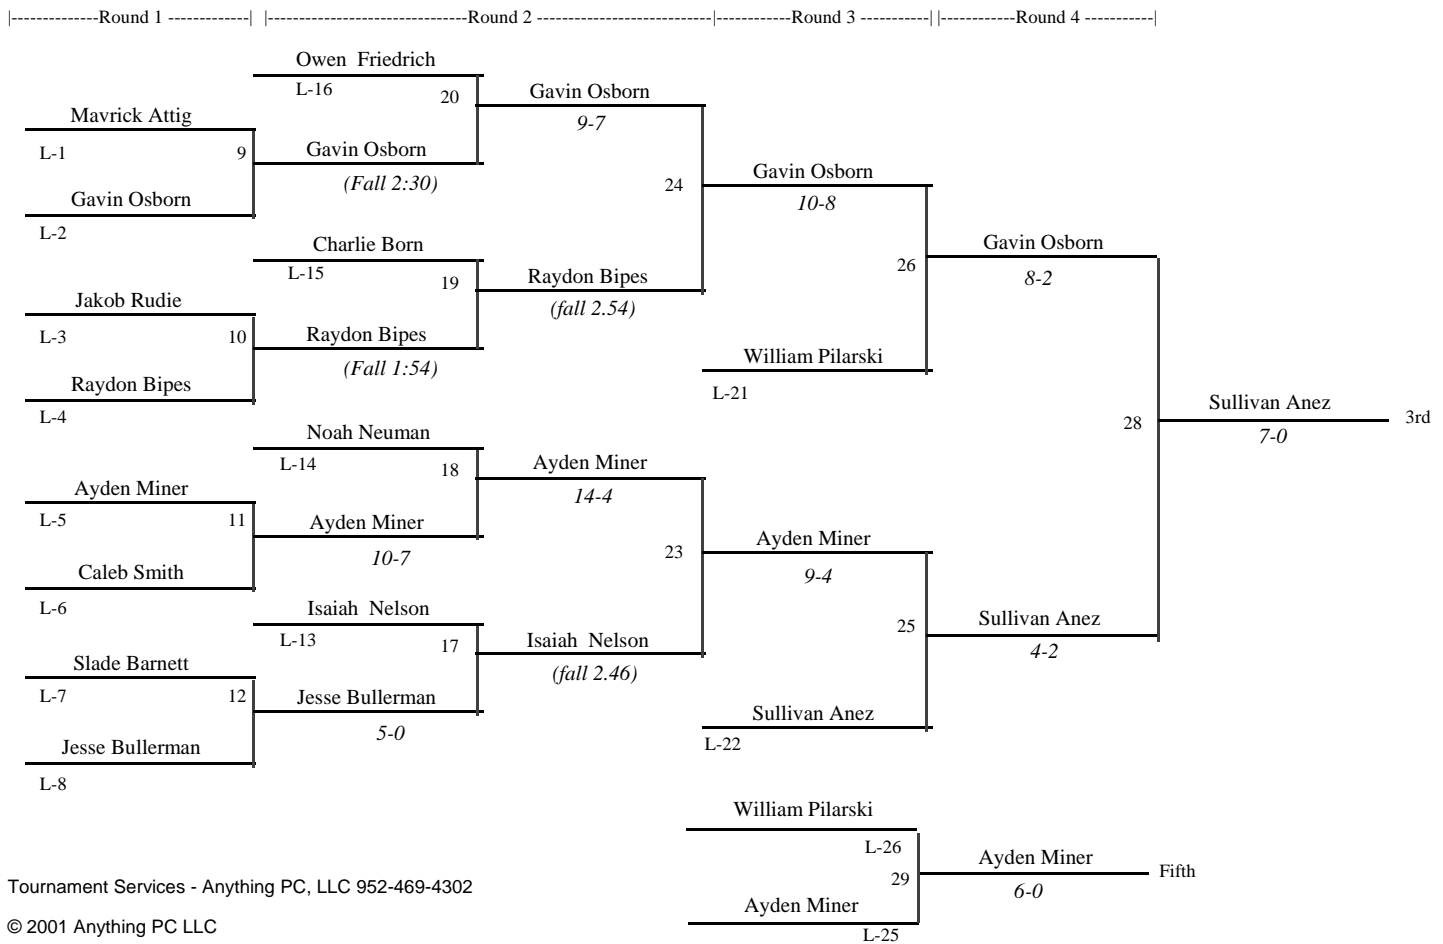 |-------------Round 1 -------------| |------------------------------Round 2 --------------------------|------------Round 3 -----------| |-----------Round 4 ----------|
Owen  Friedrich
L-16
20
Gavin Osborn
9-7
Mavrick Attig
L-1
9
Gavin Osborn
(Fall 2:30)
Gavin Osborn
L-2
24
Gavin Osborn
10-8
Charlie Born
L-15
19
Raydon Bipes
(fall 2.54)
Jakob Rudie
L-3
10
Raydon Bipes
(Fall 1:54)
Raydon Bipes
L-4
26
Gavin Osborn
8-2
William Pilarski
L-21
28
Sullivan Anez
7-0
3rd
Noah Neuman
L-14
18
Ayden Miner
14-4
Ayden Miner
L-5
11
Ayden Miner
10-7
Caleb Smith
L-6
23
Ayden Miner
9-4
Isaiah  Nelson
L-13
17
Isaiah  Nelson
(fall 2.46)
25
Sullivan Anez
4-2
Slade Barnett
L-7
12
Jesse Bullerman
5-0
Jesse Bullerman
L-8
Sullivan Anez
L-22
William Pilarski
L-26
29
Ayden Miner
6-0
Fifth
Ayden Miner
L-25
Tournament Services - Anything PC, LLC 952-469-4302
© 2001 Anything PC LLC